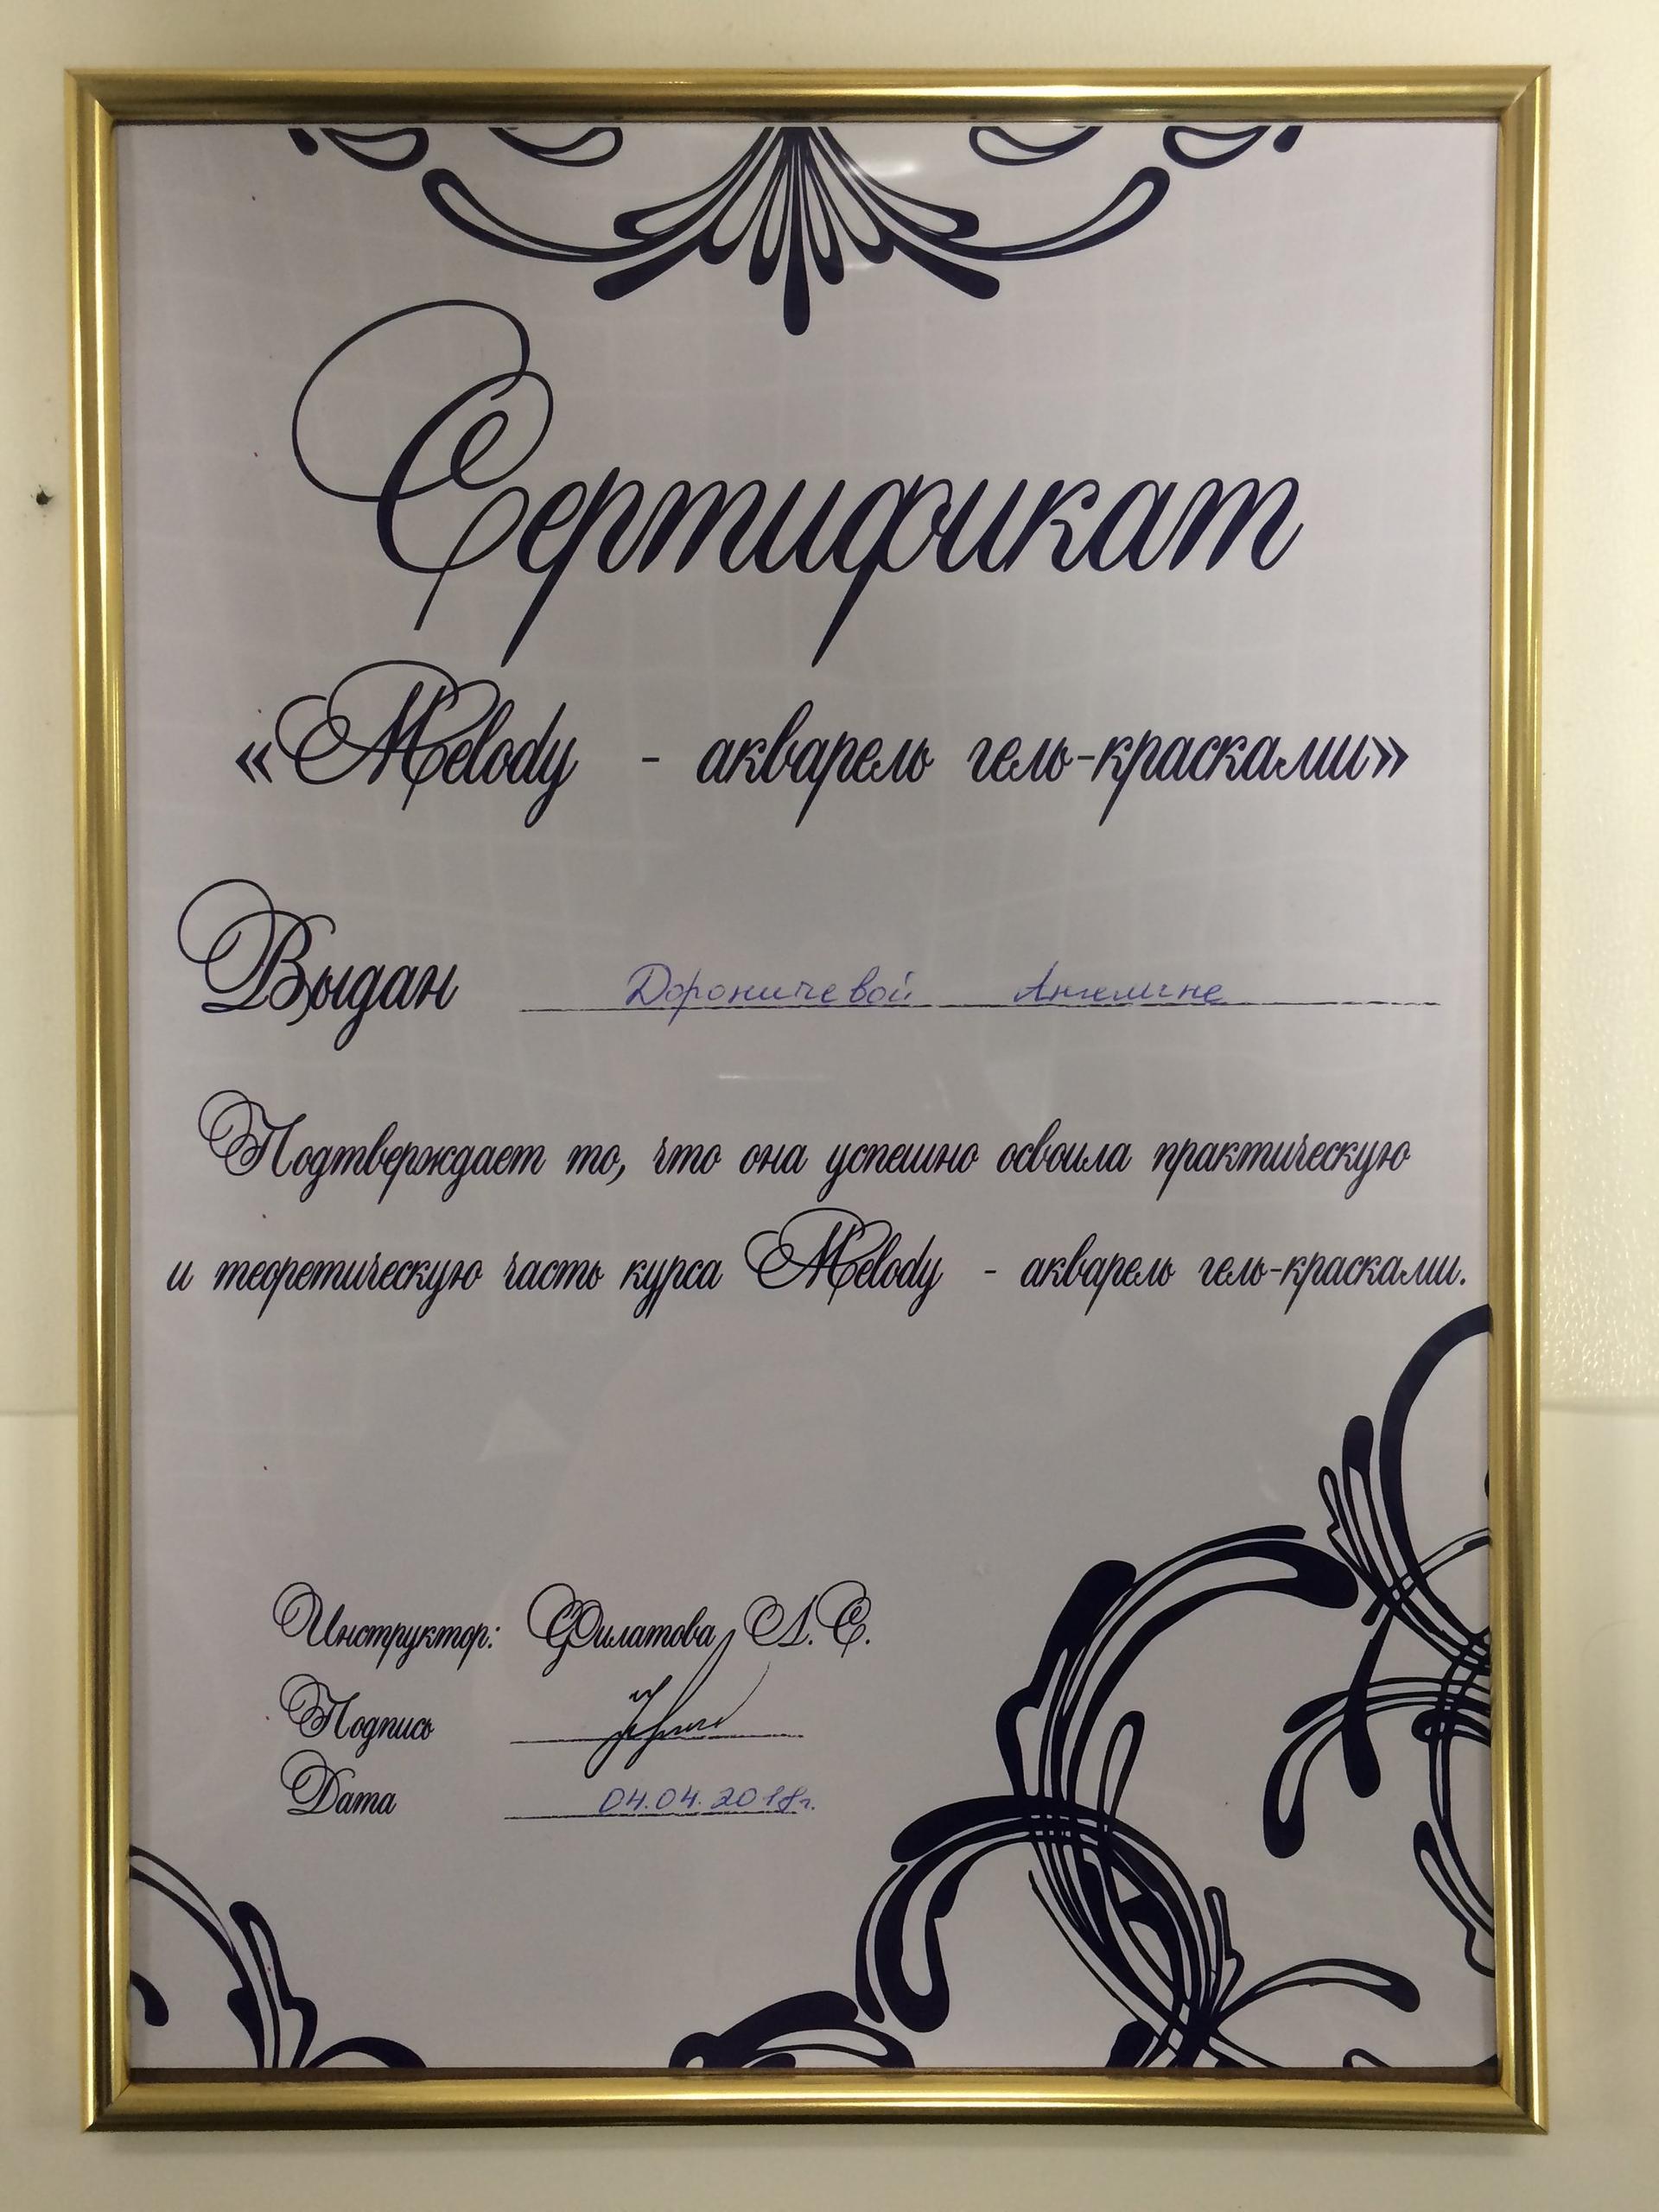 Сертификат
«Melody - акварель гель-красками»
Выдан Дороничевой Ангелине
Подтверждает то, что она успешно освоила практическую
и теоретическую часть курса Melody - акварель гель-красками.
Инструктор: Филатова А.С.
Подпись
Дата 04.04.2018г.